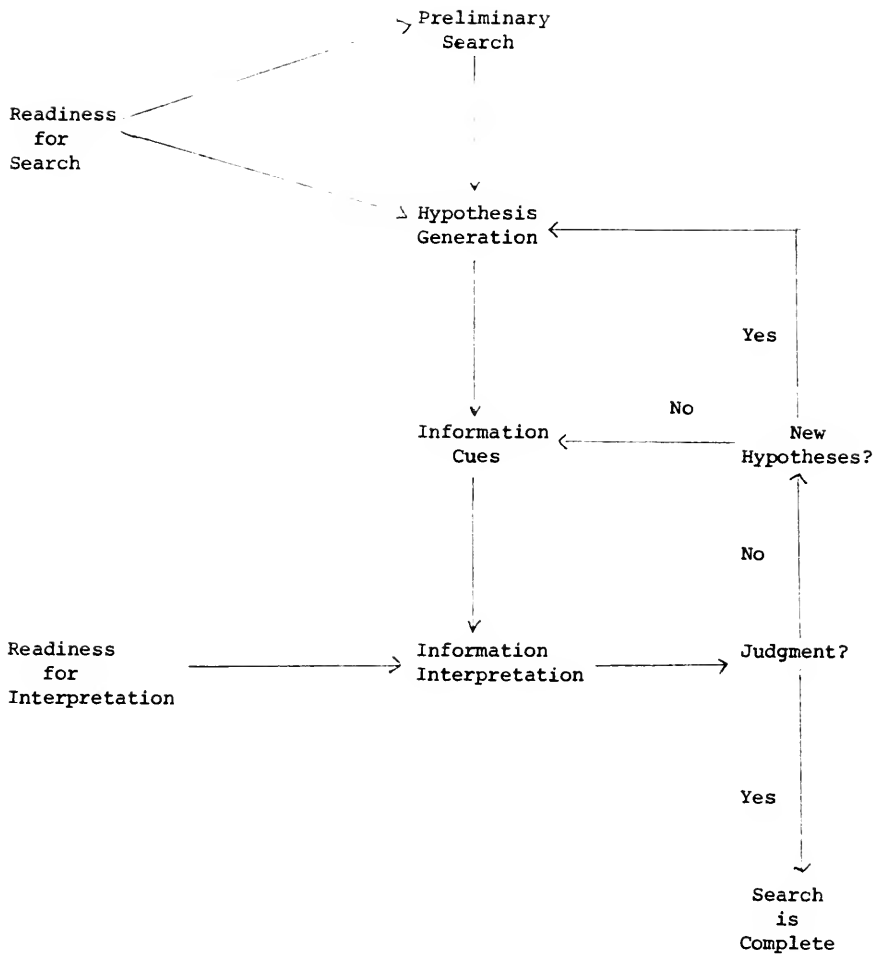 Preliminary
Search
Readiness
for
Search
Hypothesis
Generation
Yes
No
Information
Cues
New
Hypotheses?
No
Readiness
for
Interpretation
Information
Interpretation
Judgment?
Yes
Search
is
Complete